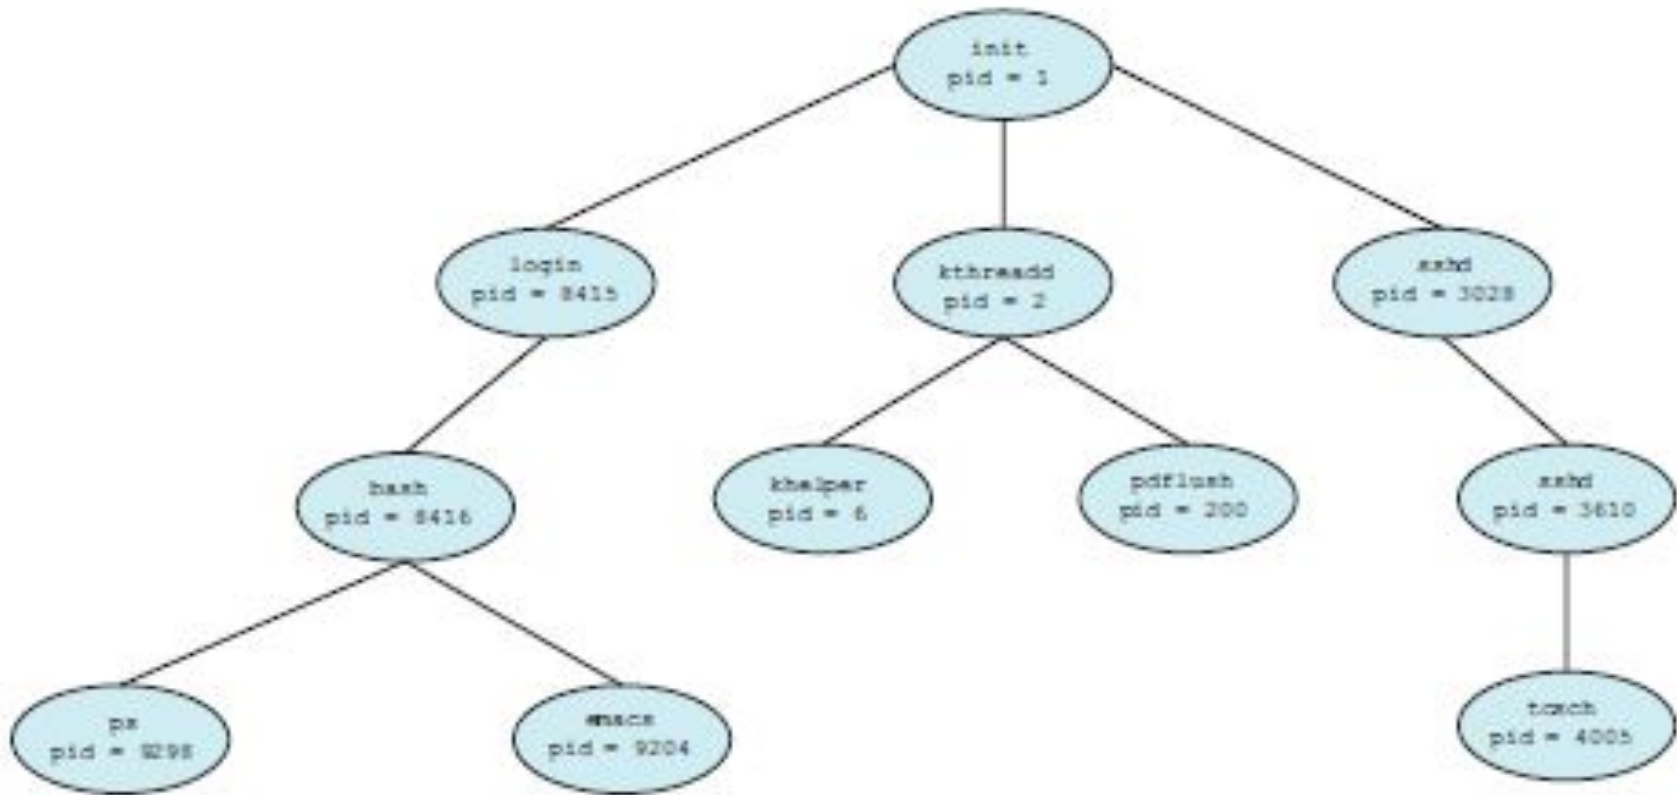 init
pid = 1
login
pid = 8415
kthreadd
pid = 2
sshd
pid = 3028
bash
pid = 8416
khelper
pid = 6
pdflush
pid = 200
sshd
pid = 3610
ps
pid = 9298
emacs
pid = 9204
tcsch
pid = 4005